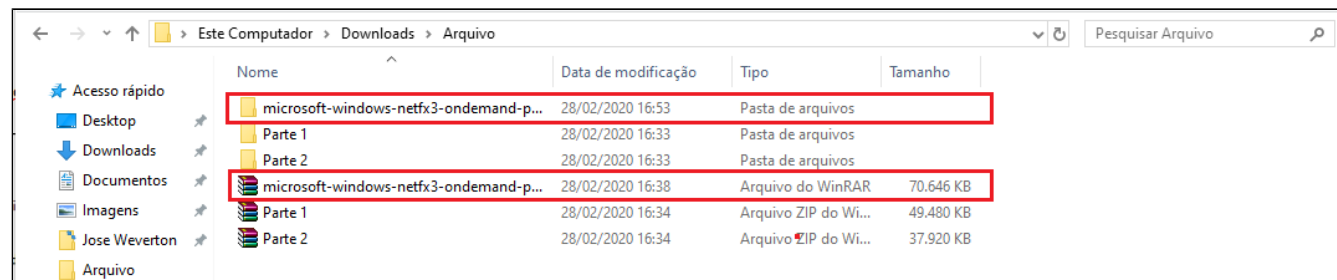 Este Computador > Downloads > Arquivo
Pesquisar Arquivo
Nome Data de modificação Tipo Tamanho
Acesso rápido
microsoft-windows-netfx3-ondemand-p... 28/02/2020 16:53 Pasta de arquivos
Desktop
Parte 1 28/02/2020 16:33 Pasta de arquivos
Downloads
Parte 2 28/02/2020 16:33 Pasta de arquivos
Documentos
microsoft-windows-netfx3-ondemand-p... 28/02/2020 16:38 Arquivo do WinRAR 70.646 KB
Imagens
Parte 1 28/02/2020 16:34 Arquivo ZIP do Wi... 49.480 KB
Jose Weverton
Parte 2 28/02/2020 16:34 Arquivo ZIP do Wi... 37.920 KB
Arquivo